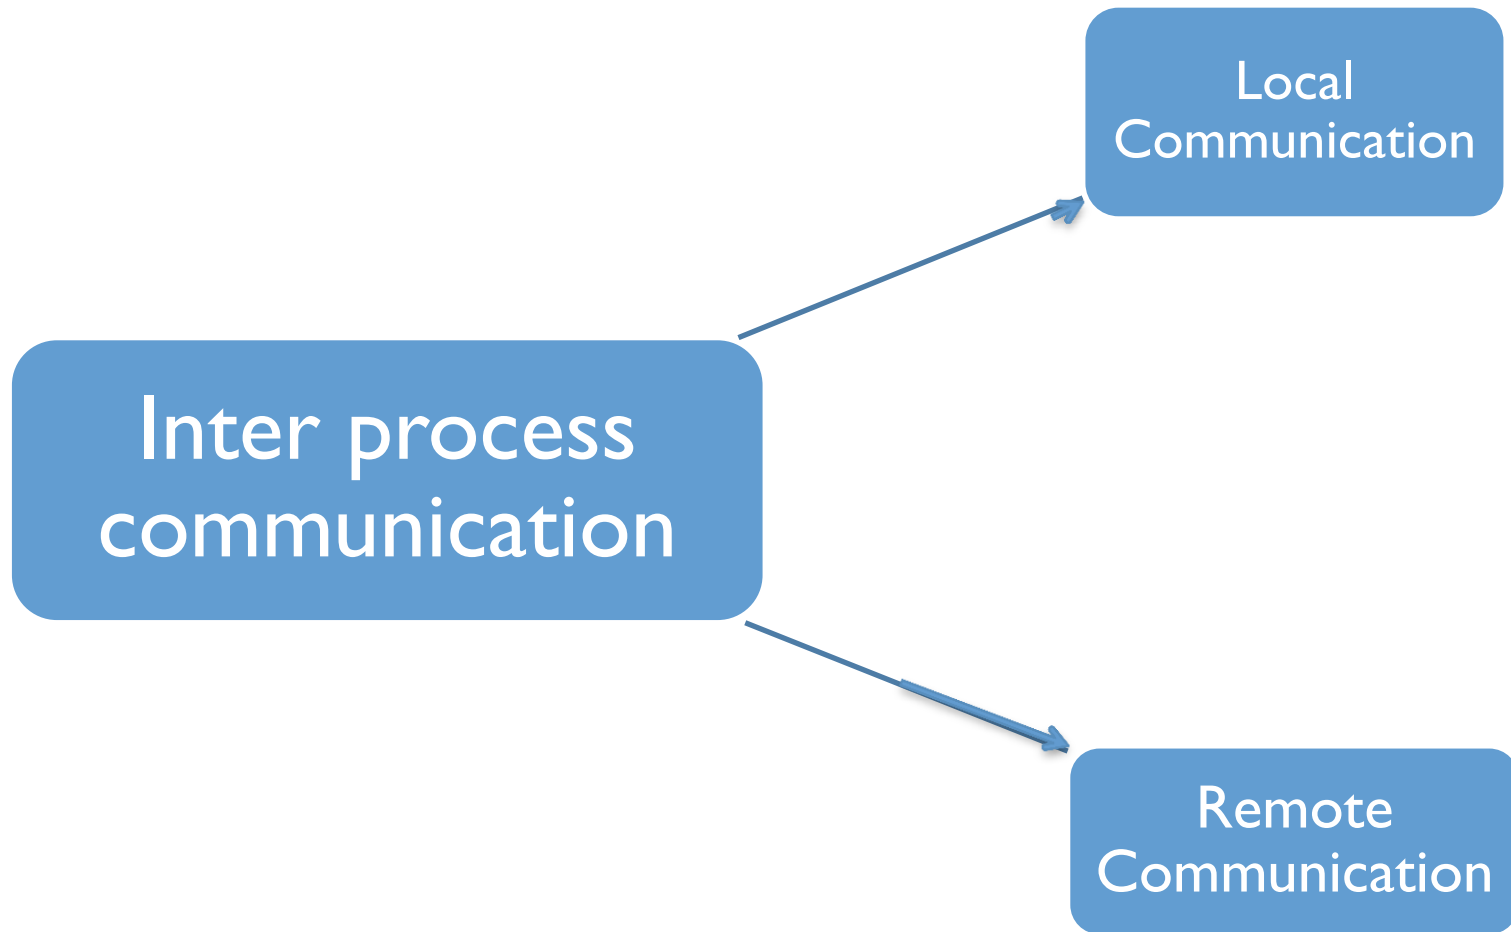 Local
Communication
Inter process
communication
Remote
Communication